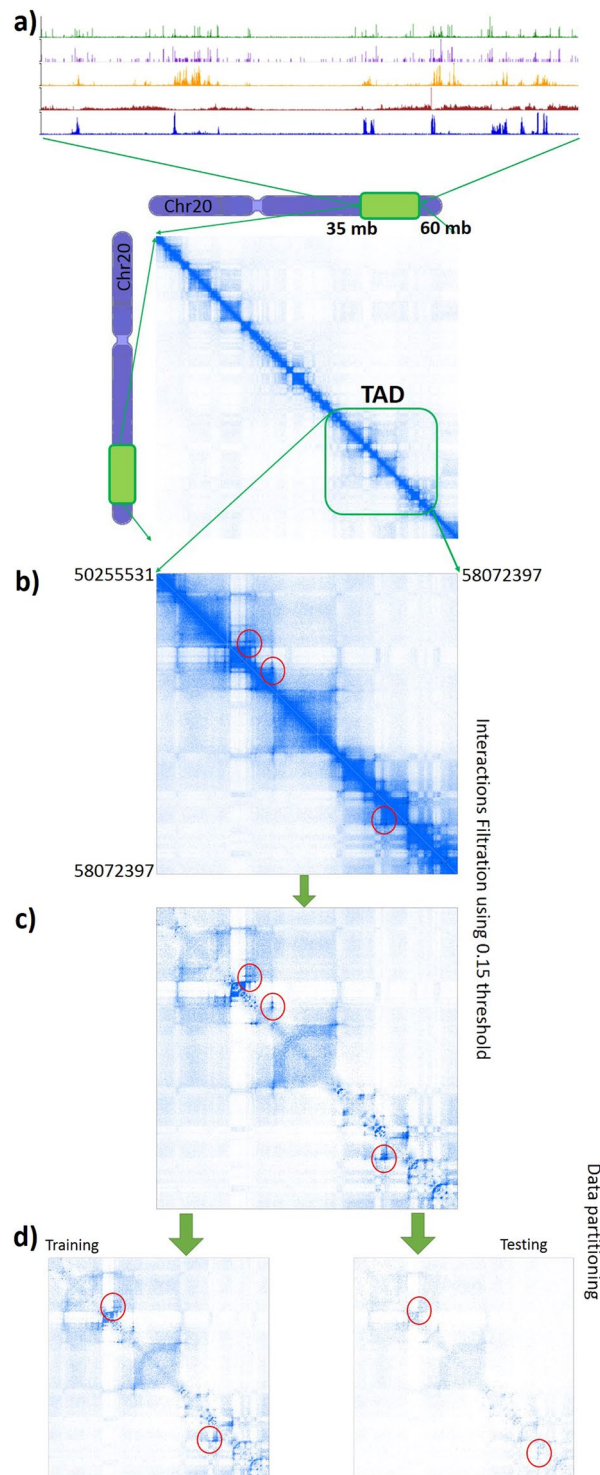 a)
Chr20
35 mb
60 mb
Chr20
TAD
b)
50255531
58072397
58072397
Interactions Filtration using 0.15 threshold
c)
Data partitioning
d)
Training
Testing